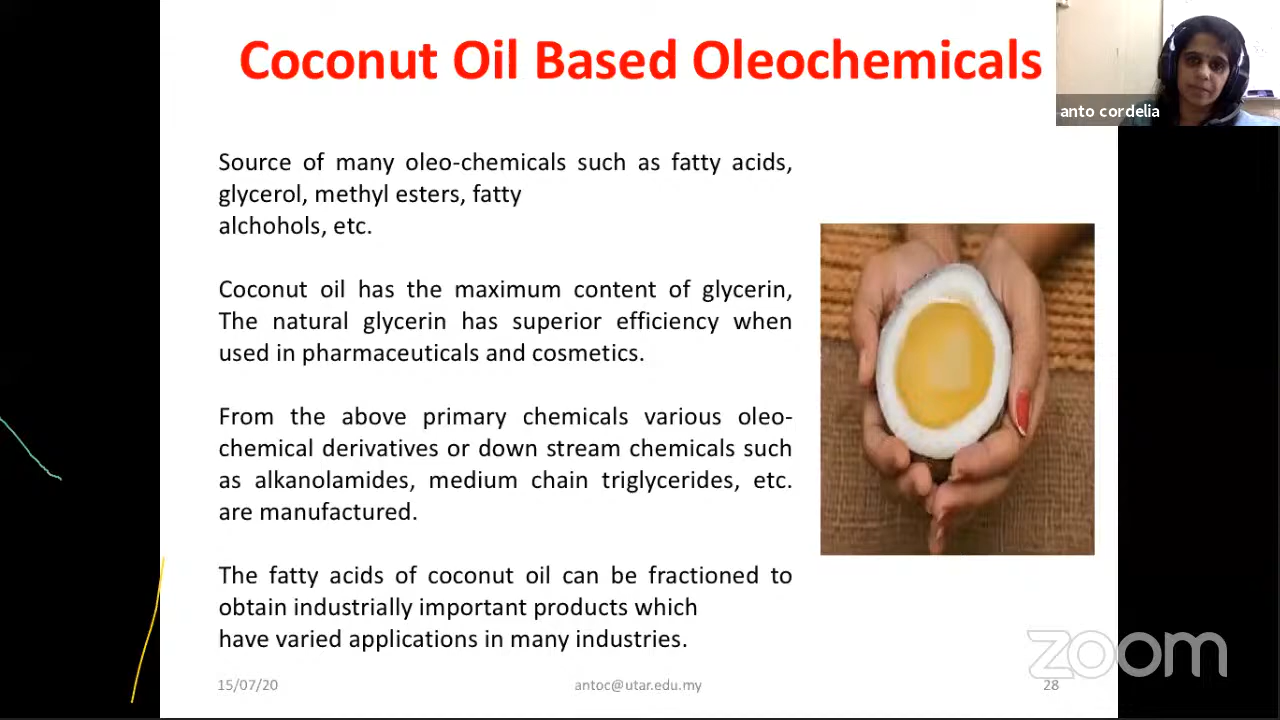 Coconut Oil Based Oleochemicals
anto cordelia
Source of many oleo-chemicals such as fatty acids,
glycerol, methyl esters, fatty
alchohols, etc.
Coconut oil has the maximum content of glycerin,
The natural glycerin has superior efficiency when
used in pharmaceuticals and cosmetics.
From the above primary chemicals various oleo-
chemical derivatives or down stream chemicals such
as alkanolamides, medium chain triglycerides, etc.
are manufactured.
The fatty acids of coconut oil can be fractioned to
obtain industrially important products which
have varied applications in many industries.
zoom
15/07/20
antoc@utar.edu.my
28